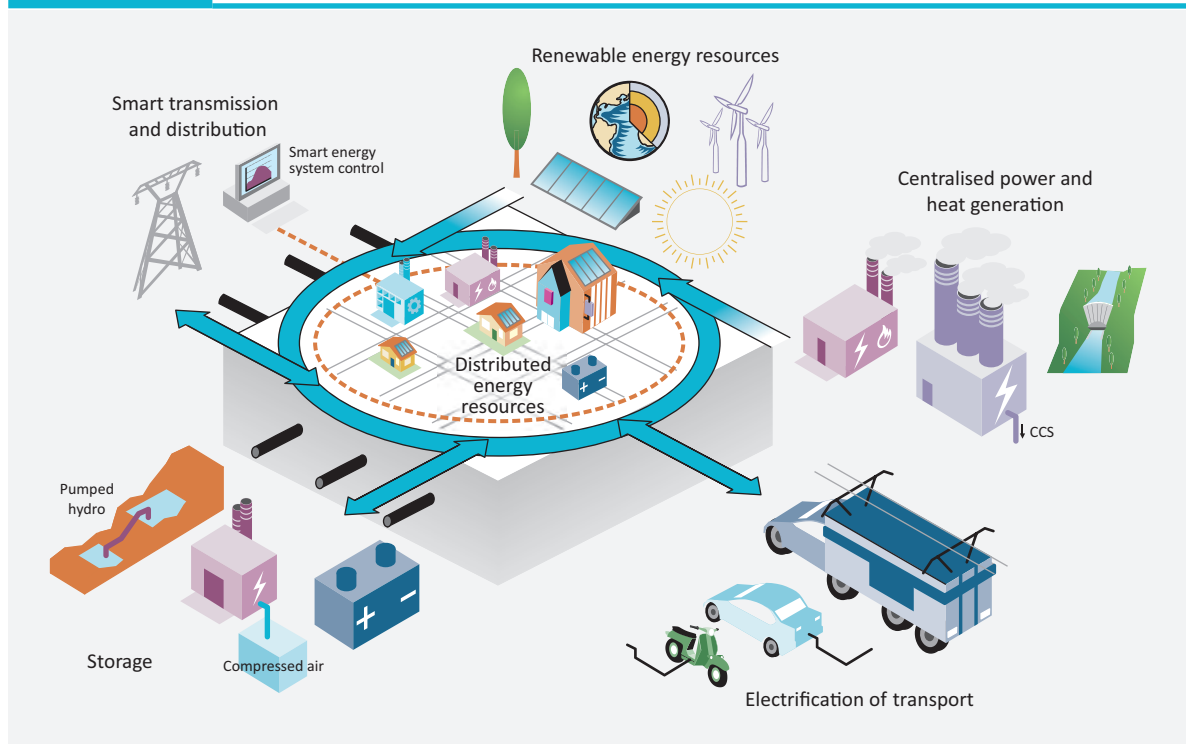 Renewable energy resources
Smart transmission
and distribution
Smart energy
system control
Centralised power and
heat generation
Distributed
energy
resources
CCS
Pumped
hydro
Storage
Compressed air
Electrification of transport